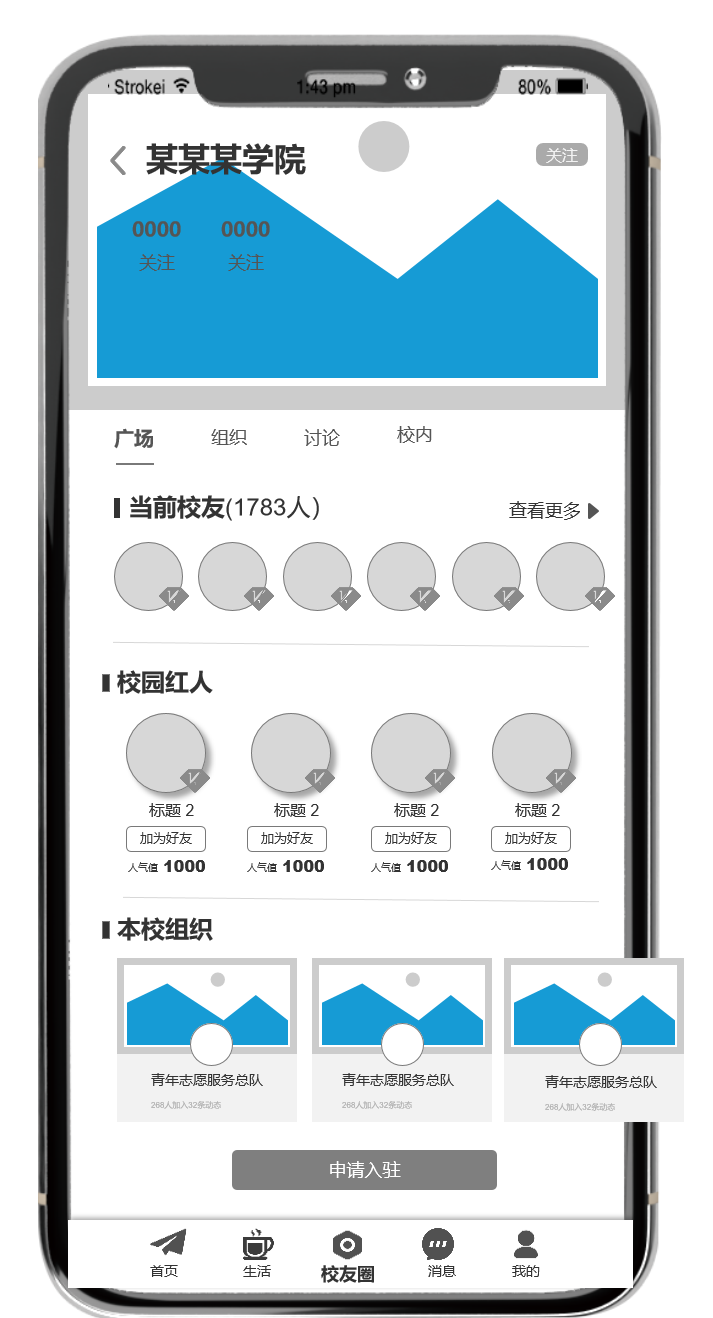 Strokei 1:43 pm 80%
某某某学院 关注
0000 0000
关注 关注
广场 组织 讨论 校内
当前校友(1783人) 查看更多
校园红人
标题 2 标题 2 标题 2 标题 2
加为好友 加为好友 加为好友 加为好友
人气值 1000 人气值 1000 人气值 1000 人气值 1000
本校组织
青年志愿服务总队 青年志愿服务总队 青年志愿服务总队
268人加入32条动态 268人加入32条动态 268人加入32条动态
申请入驻
首页 生活 校友圈 消息 我的